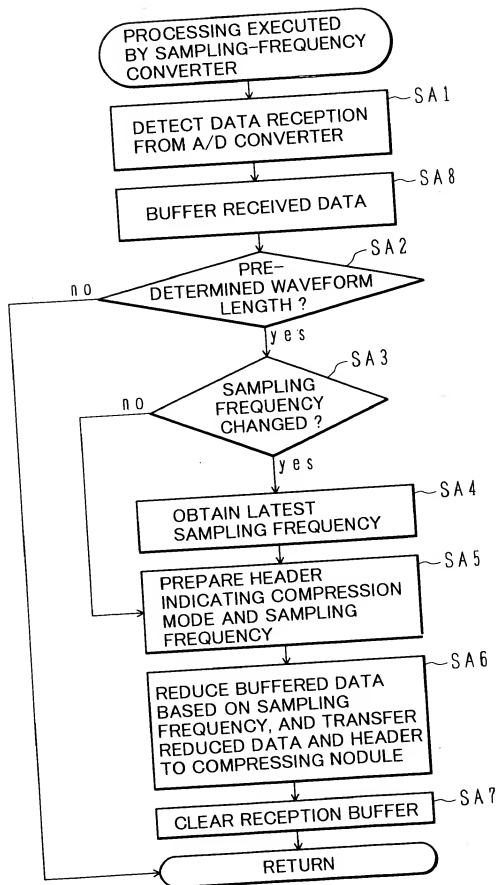 PROCESSING EXECUTED
BY SAMPLING-FREQUENCY
CONVERTER
SA1
DETECT DATA RECEPTION
FROM A/D CONVERTER
SA8
BUFFER RECEIVED DATA
SA2
PRE-
DETERMINED WAVEFORM
LENGTH ?
no
yes
SA3
SAMPLING
FREQUENCY
CHANGED ?
no
yes
SA4
OBTAIN LATEST
SAMPLING FREQUENCY
SA5
PREPARE HEADER
INDICATING COMPRESSION
MODE AND SAMPLING
FREQUENCY
SA6
REDUCE BUFFERED DATA
BASED ON SAMPLING
FREQUENCY, AND TRANSFER
REDUCED DATA AND HEADER
TO COMPRESSING NODULE
SA7
CLEAR RECEPTION BUFFER
RETURN